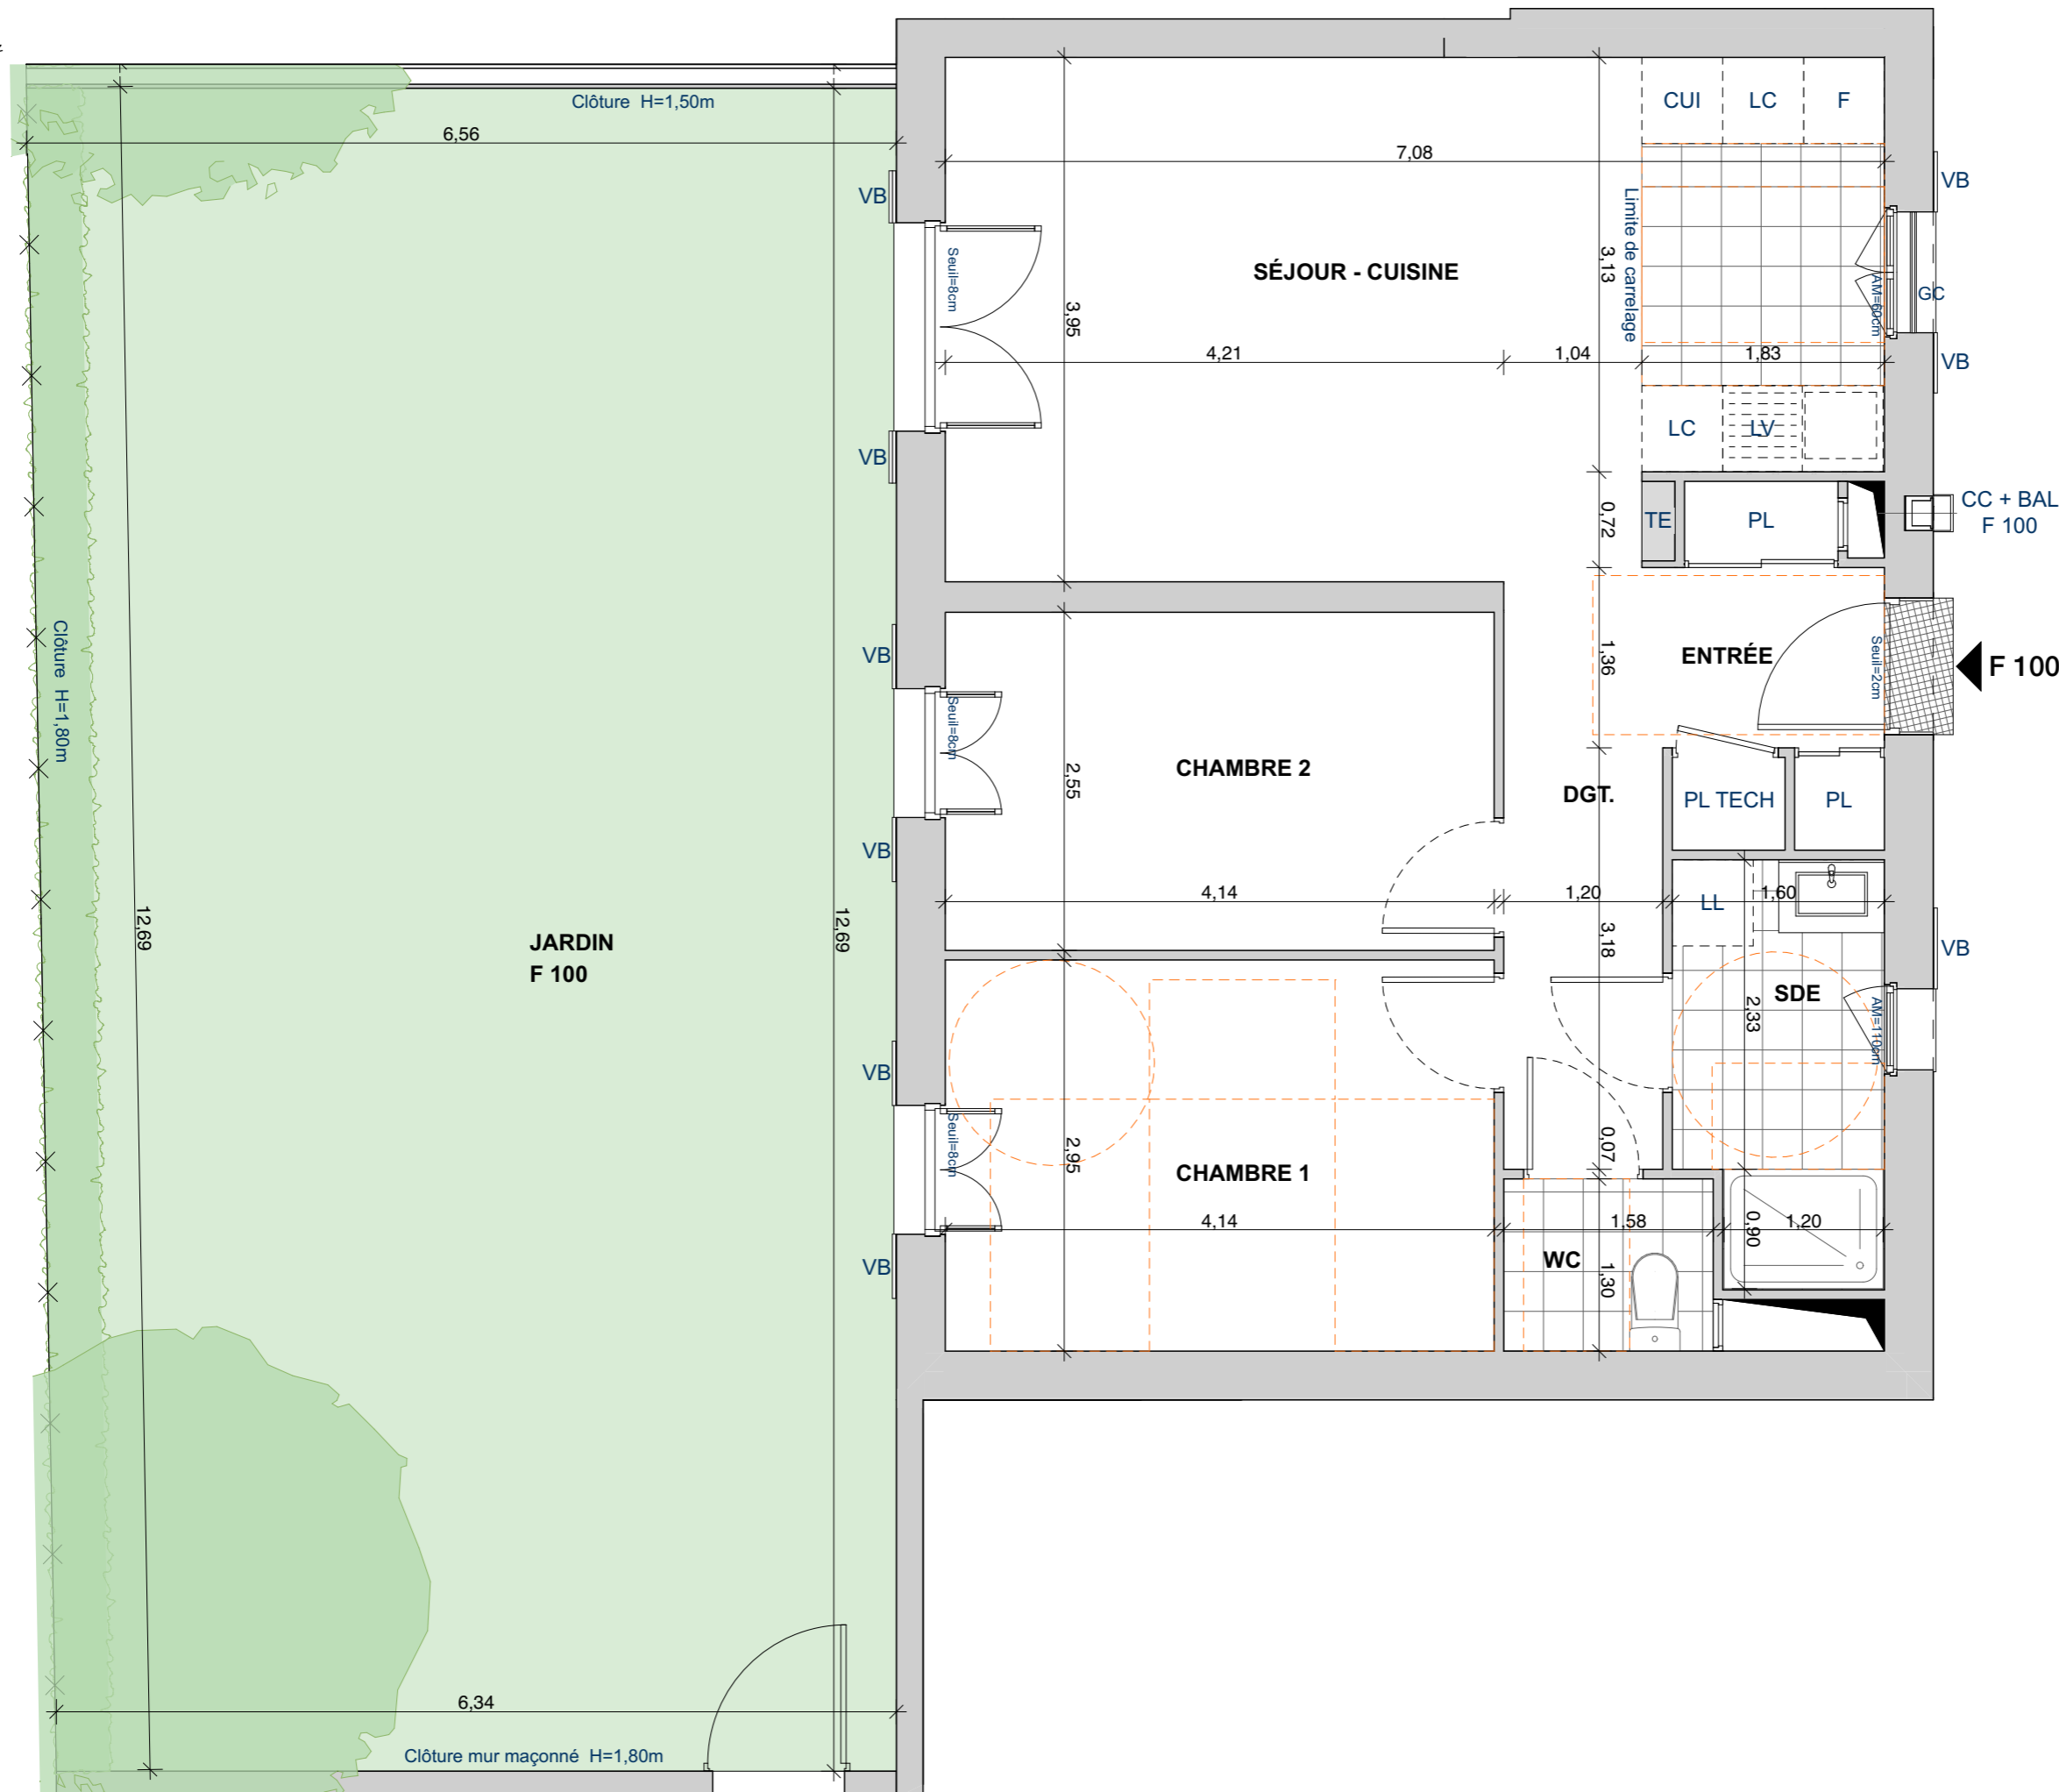 Clôture H=1,50m
6,56
CUI
LC
F
7,08
VB
VB
Limite de carrelage
Seuil=8cm
SÉJOUR - CUISINE
3,13
AM=60cm
GC
3,95
4,21
1,04
1,83
VB
VB
LC
LV
TE
PL
CC + BAL
F 100
0,72
Clôture H=1,80m
VB
Seuil=8cm
1,36
ENTRÉE
Seuil=2cm
F 100
CHAMBRE 2
2,55
DGT.
PL TECH
PL
VB
4,14
1,20
LL
1,60
12,69
12,69
JARDIN
F 100
3,18
VB
SDE
2,33
AM=110cm
VB
Seuil=8cm
2,95
0,07
CHAMBRE 1
4,14
1,58
0,90
1,20
WC
1,30
VB
6,34
Clôture mur maçonné H=1,80m